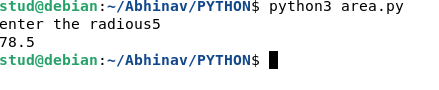 stud@debian:~/Abhinav/PYTHON$ python3 area.py
enter the radious5
78.5
stud@debian:~/Abhinav/PYTHON$